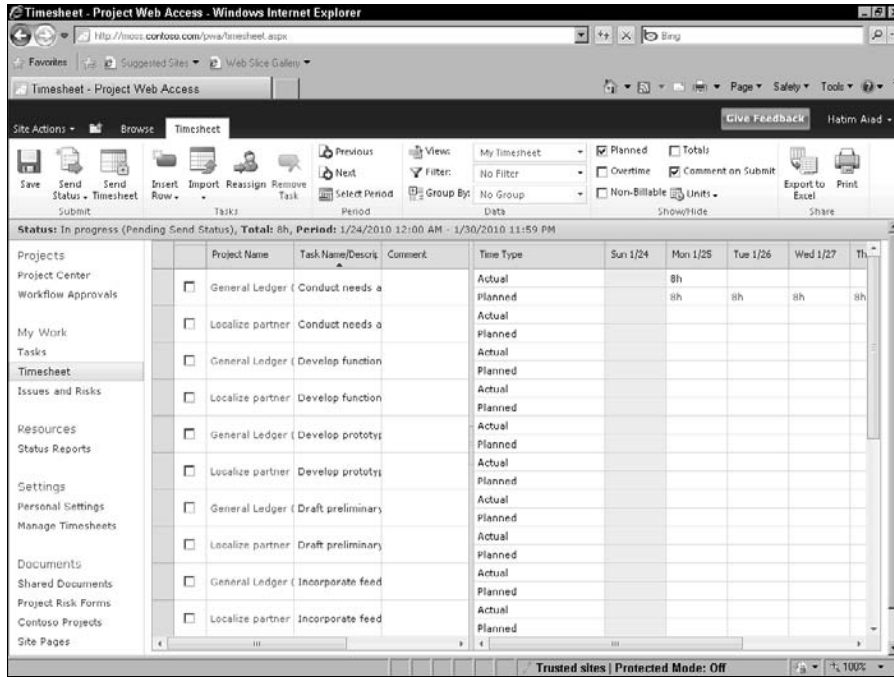 Timesheet - Project Web Access - Windows Internet Explorer
http://moss.contoso.com/pwa/timesheet.aspx
Bing
Favorites
Suggested Sites
Web Slice Gallery
Timesheet - Project Web Access
Page
Safety
Tools
Give Feedback
Site Actions
Browse
Timesheet
Hatim Aiad
Save
Send Status
Send Timesheet
Submit
Insert Row
Import
Reassign
Remove Task
Tasks
Previous
Next
Select Period
Period
View:
My Timesheet
Filter:
No Filter
Group By:
No Group
Data
Planned
Totals
Overtime
Comment on Submit
Non-Billable
Units
Show/Hide
Export to Excel
Print
Share
Status: In progress (Pending Send Status), Total: 8h, Period: 1/24/2010 12:00 AM - 1/30/2010 11:59 PM
Projects
Project Center
Workflow Approvals
My Work
Tasks
Timesheet
Issues and Risks
Resources
Status Reports
Settings
Personal Settings
Manage Timesheets
Documents
Shared Documents
Project Risk Forms
Contoso Projects
Site Pages
Project Name Task Name/Descrip Comment Time Type Sun 1/24 Mon 1/25 Tue 1/26 Wed 1/27 Th
General Ledger ( Conduct needs a Actual 8h
Planned 8h 8h 8h 8h
Localize partner Conduct needs a Actual
Planned
General Ledger ( Develop function Actual
Planned
Localize partner Develop function Actual
Planned
General Ledger ( Develop prototyp Actual
Planned
Localize partner Develop prototyp Actual
Planned
General Ledger ( Draft preliminary Actual
Planned
Localize partner Draft preliminary Actual
Planned
General Ledger ( Incorporate feed Actual
Planned
Localize partner Incorporate feed Actual
Planned
Trusted sites | Protected Mode: Off
100%